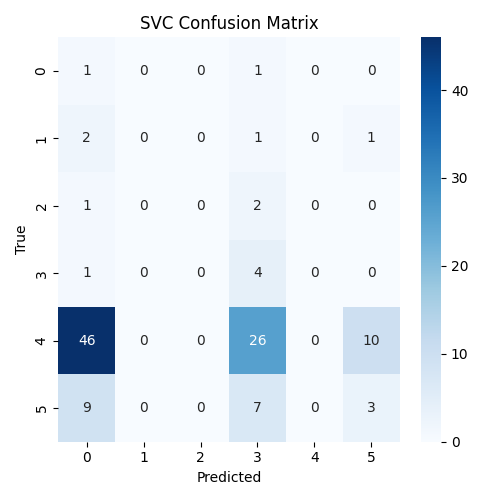 SVC Confusion Matrix
0 1 0 0 1 0 0
1 2 0 0 1 0 1
2 1 0 0 2 0 0
3 1 0 0 4 0 0
4 46 0 0 26 0 10
5 9 0 0 7 0 3
0 1 2 3 4 5
Predicted
True
40
30
20
10
0